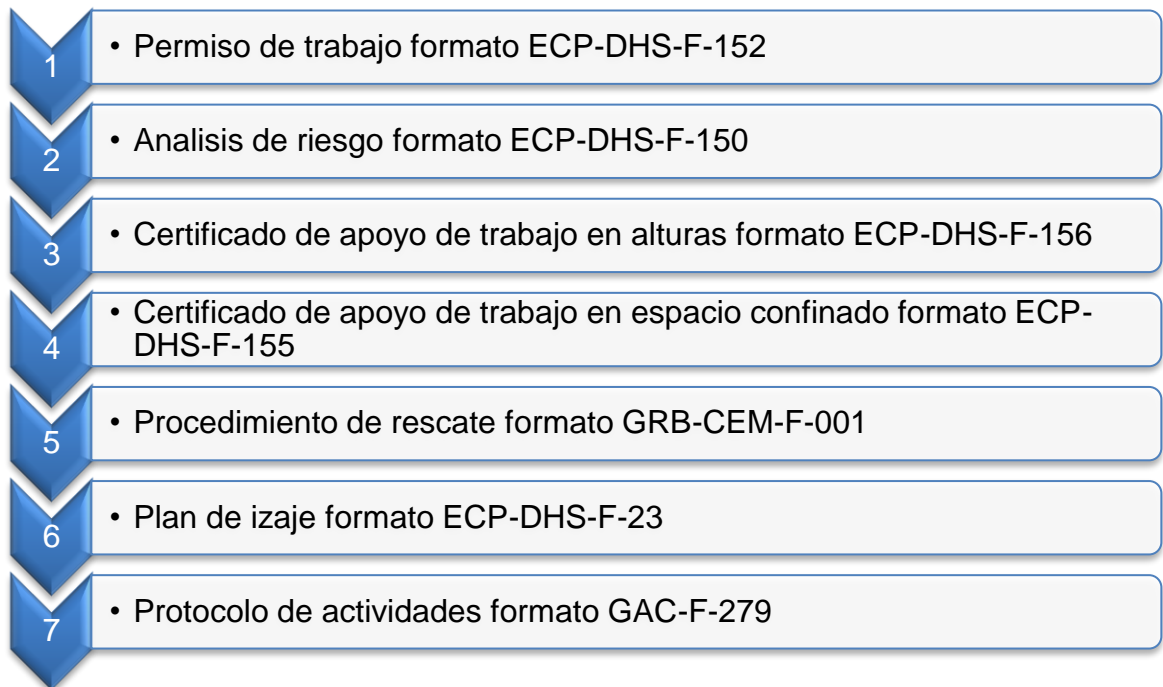 1
• Permiso de trabajo formato ECP-DHS-F-152
2
• Analisis de riesgo formato ECP-DHS-F-150
3
• Certificado de apoyo de trabajo en alturas formato ECP-DHS-F-156
4
• Certificado de apoyo de trabajo en espacio confinado formato ECP-
DHS-F-155
5
• Procedimiento de rescate formato GRB-CEM-F-001
6
• Plan de izaje formato ECP-DHS-F-23
7
• Protocolo de actividades formato GAC-F-279